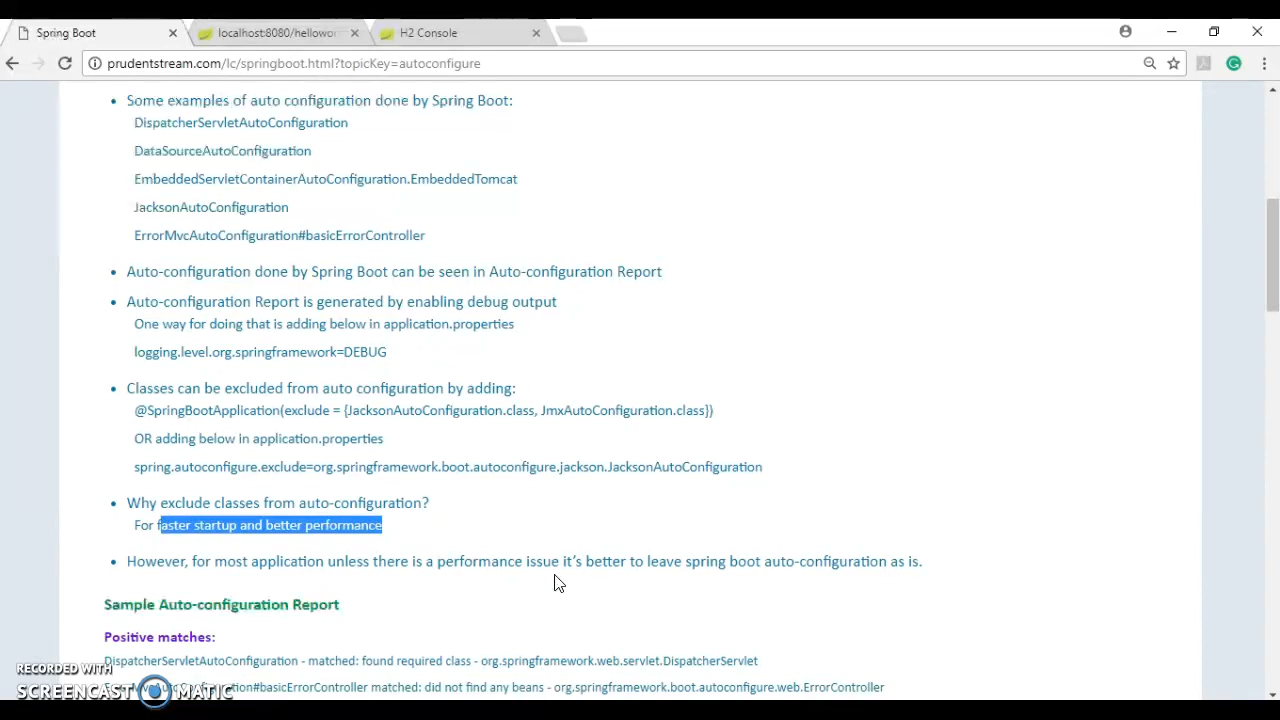 Spring Boot
localhost:8080/hellowor
H2 Console
prudentstream.com/lc/springboot.html?topicKey=autoconfigure
• Some examples of auto configuration done by Spring Boot:
DispatcherServletAutoConfiguration
DataSourceAutoConfiguration
EmbeddedServletContainerAutoConfiguration.EmbeddedTomcat
JacksonAutoConfiguration
ErrorMvcAutoConfiguration#basicErrorController
• Auto-configuration done by Spring Boot can be seen in Auto-configuration Report
• Auto-configuration Report is generated by enabling debug output
One way for doing that is adding below in application.properties
logging.level.org.springframework=DEBUG
• Classes can be excluded from auto configuration by adding:
@SpringBootApplication(exclude = {JacksonAutoConfiguration.class, JmxAutoConfiguration.class})
OR adding below in application.properties
spring.autoconfigure.exclude=org.springframework.boot.autoconfigure.jackson.JacksonAutoConfiguration
• Why exclude classes from auto-configuration?
For faster startup and better performance
• However, for most application unless there is a performance issue it's better to leave spring boot auto-configuration as is.
Sample Auto-configuration Report
Positive matches:
DispatcherServletAutoConfiguration - matched: found required class - org.springframework.web.servlet.DispatcherServlet
#basicErrorController matched: did not find any beans - org.springframework.boot.autoconfigure.web.ErrorController
RECORDED WITH
SCREENCAST MATIC